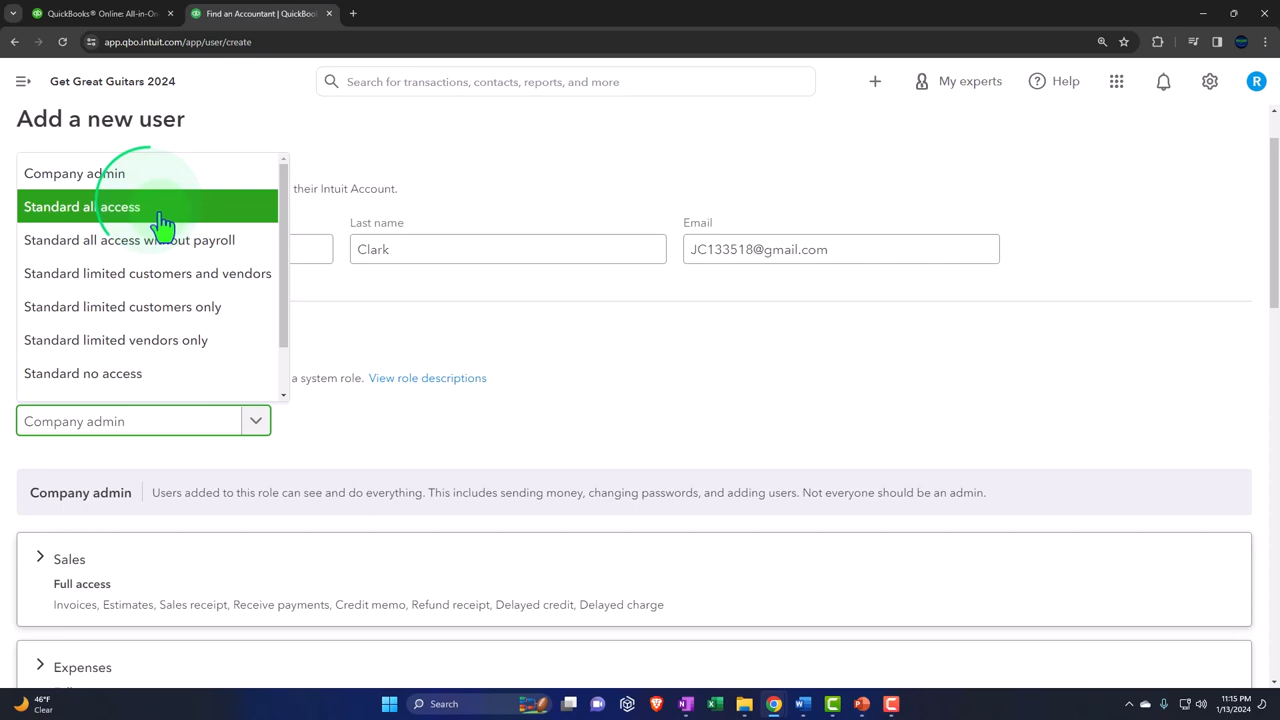 QuickBooks® Online: All-in-On
Find an Accountant | QuickBool
app.qbo.intuit.com/app/user/create
Get Great Guitars 2024
Search for transactions, contacts, reports, and more
My experts
Help
R
Add a new user
Company admin
Standard all access
Standard all access without payroll
Standard limited customers and vendors
Standard limited customers only
Standard limited vendors only
Standard no access
their Intuit Account.
Last name
Email
Clark
JC133518@gmail.com
a system role. View role descriptions
Company admin
Company admin
Users added to this role can see and do everything. This includes sending money, changing passwords, and adding users. Not everyone should be an admin.
Sales
Full access
Invoices, Estimates, Sales receipt, Receive payments, Credit memo, Refund receipt, Delayed credit, Delayed charge
Expenses
46°F
Clear
Search
11:15 PM
1/13/2024